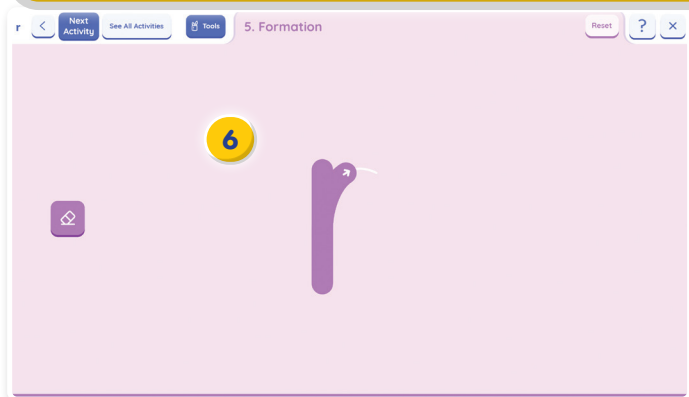 r
Next
Activity
See All Activities
Tools
5. Formation
Reset
?
6